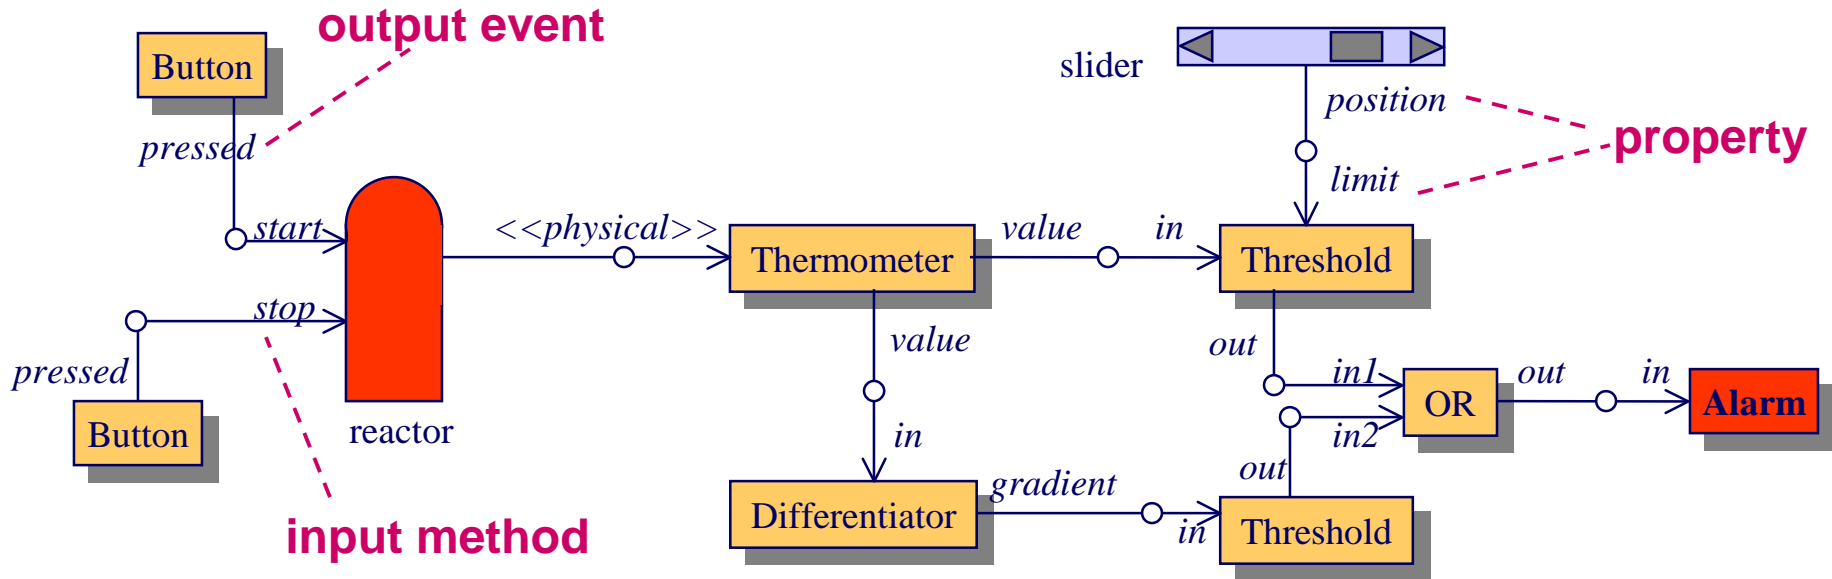 output event
Button
slider
position
pressed
property
limit
start
<<physical>>
value
in
Thermometer
Threshold
stop
value
out
pressed
in1
out
in
OR
Alarm
Button
reactor
in
in2
out
gradient
Differentiator
in
Threshold
input method